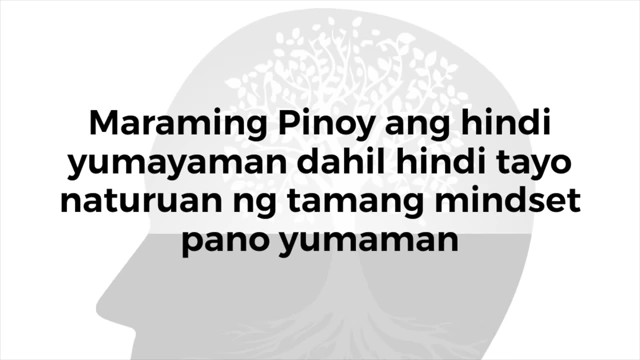 Maraming Pinoy ang hindi
yumayaman dahil hindi tayo
naturuan ng tamang mindset
pano yumaman